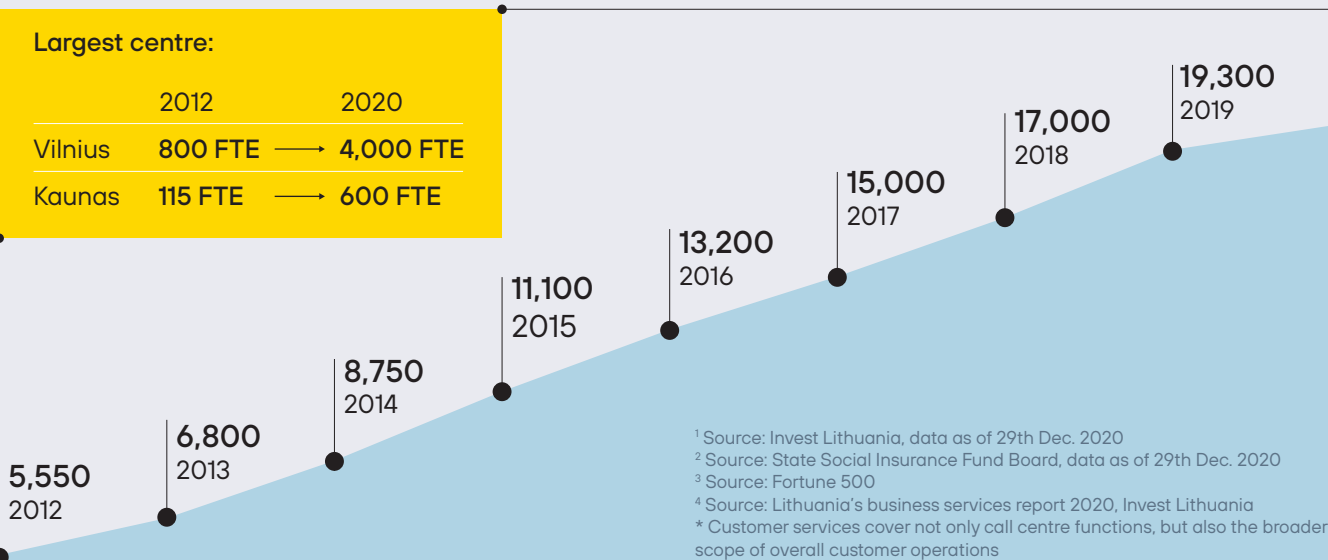 Largest centre:
2012 2020
Vilnius 800 FTE → 4,000 FTE
Kaunas 115 FTE → 600 FTE
5,550
2012
6,800
2013
8,750
2014
11,100
2015
13,200
2016
15,000
2017
17,000
2018
19,300
2019
¹ Source: Invest Lithuania, data as of 29th Dec. 2020
² Source: State Social Insurance Fund Board, data as of 29th Dec. 2020
³ Source: Fortune 500
⁴ Source: Lithuania’s business services report 2020, Invest Lithuania
* Customer services cover not only call centre functions, but also the broader
scope of overall customer operations